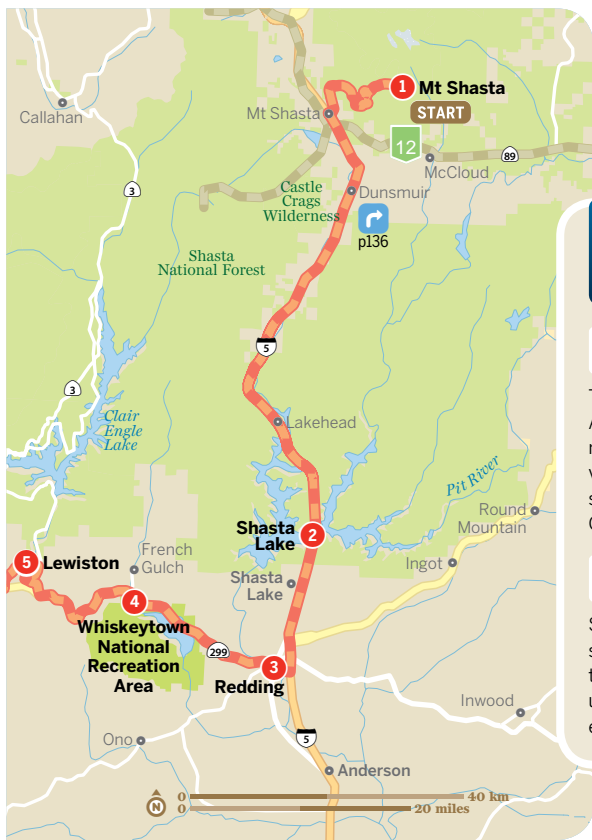 1
Mt Shasta
START
Callahan
Mt Shasta
12
89
McCloud
3
Castle
Crags
Wilderness
Dunsmuir
p136
Shasta
National Forest
5
3
Clair
Engle
Lake
Lakehead
Pit River
Round
Mountain
2
Shasta
Lake
French
Gulch
5
Lewiston
Ingot
Shasta
Lake
4
Whiskeytown
National
Recreation
Area
299
3
Redding
Inwood
Ono
5
Anderson
N
0
40 km
0
20 miles